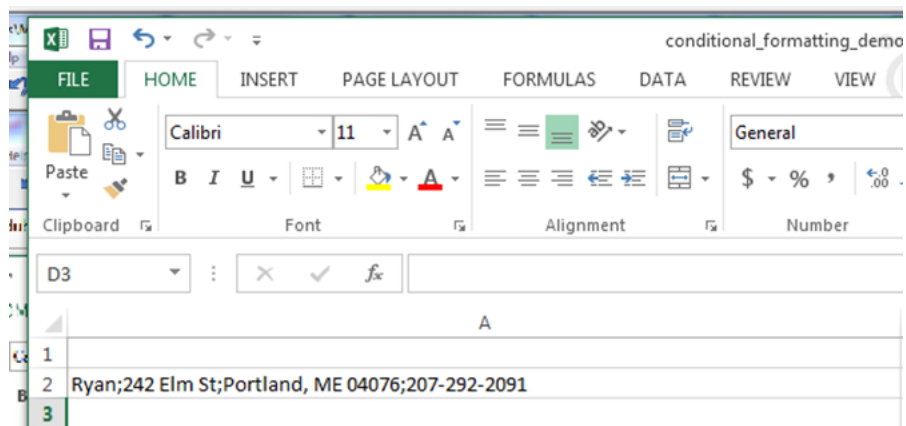 conditional_formatting_demo
FILE HOME INSERT PAGE LAYOUT FORMULAS DATA REVIEW VIEW
Calibri 11 General
Paste B I U A $ % , .00
Clipboard Font Alignment Number
D3 fx
A
1
2 Ryan;242 Elm St;Portland, ME 04076;207-292-2091
3